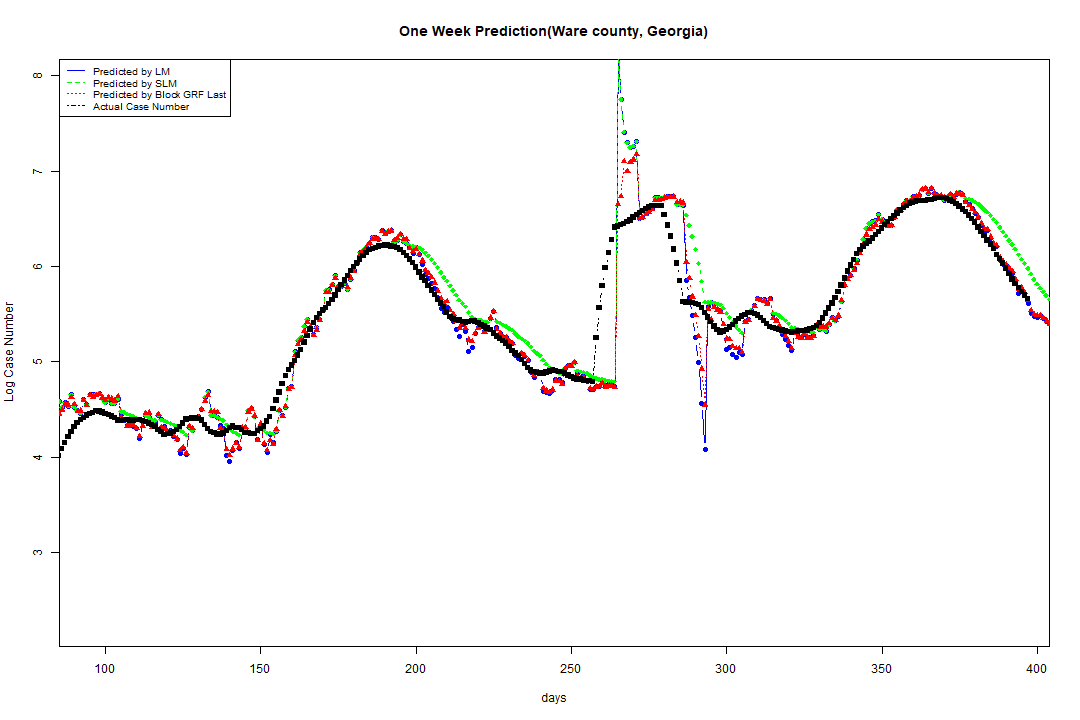 One Week Prediction(Ware county, Georgia)
Predicted by LM
Predicted by SLM
Predicted by Block GRF Last
Actual Case Number
8
7
6
5
4
3
Log Case Number
100 150 200 250 300 350 400
days